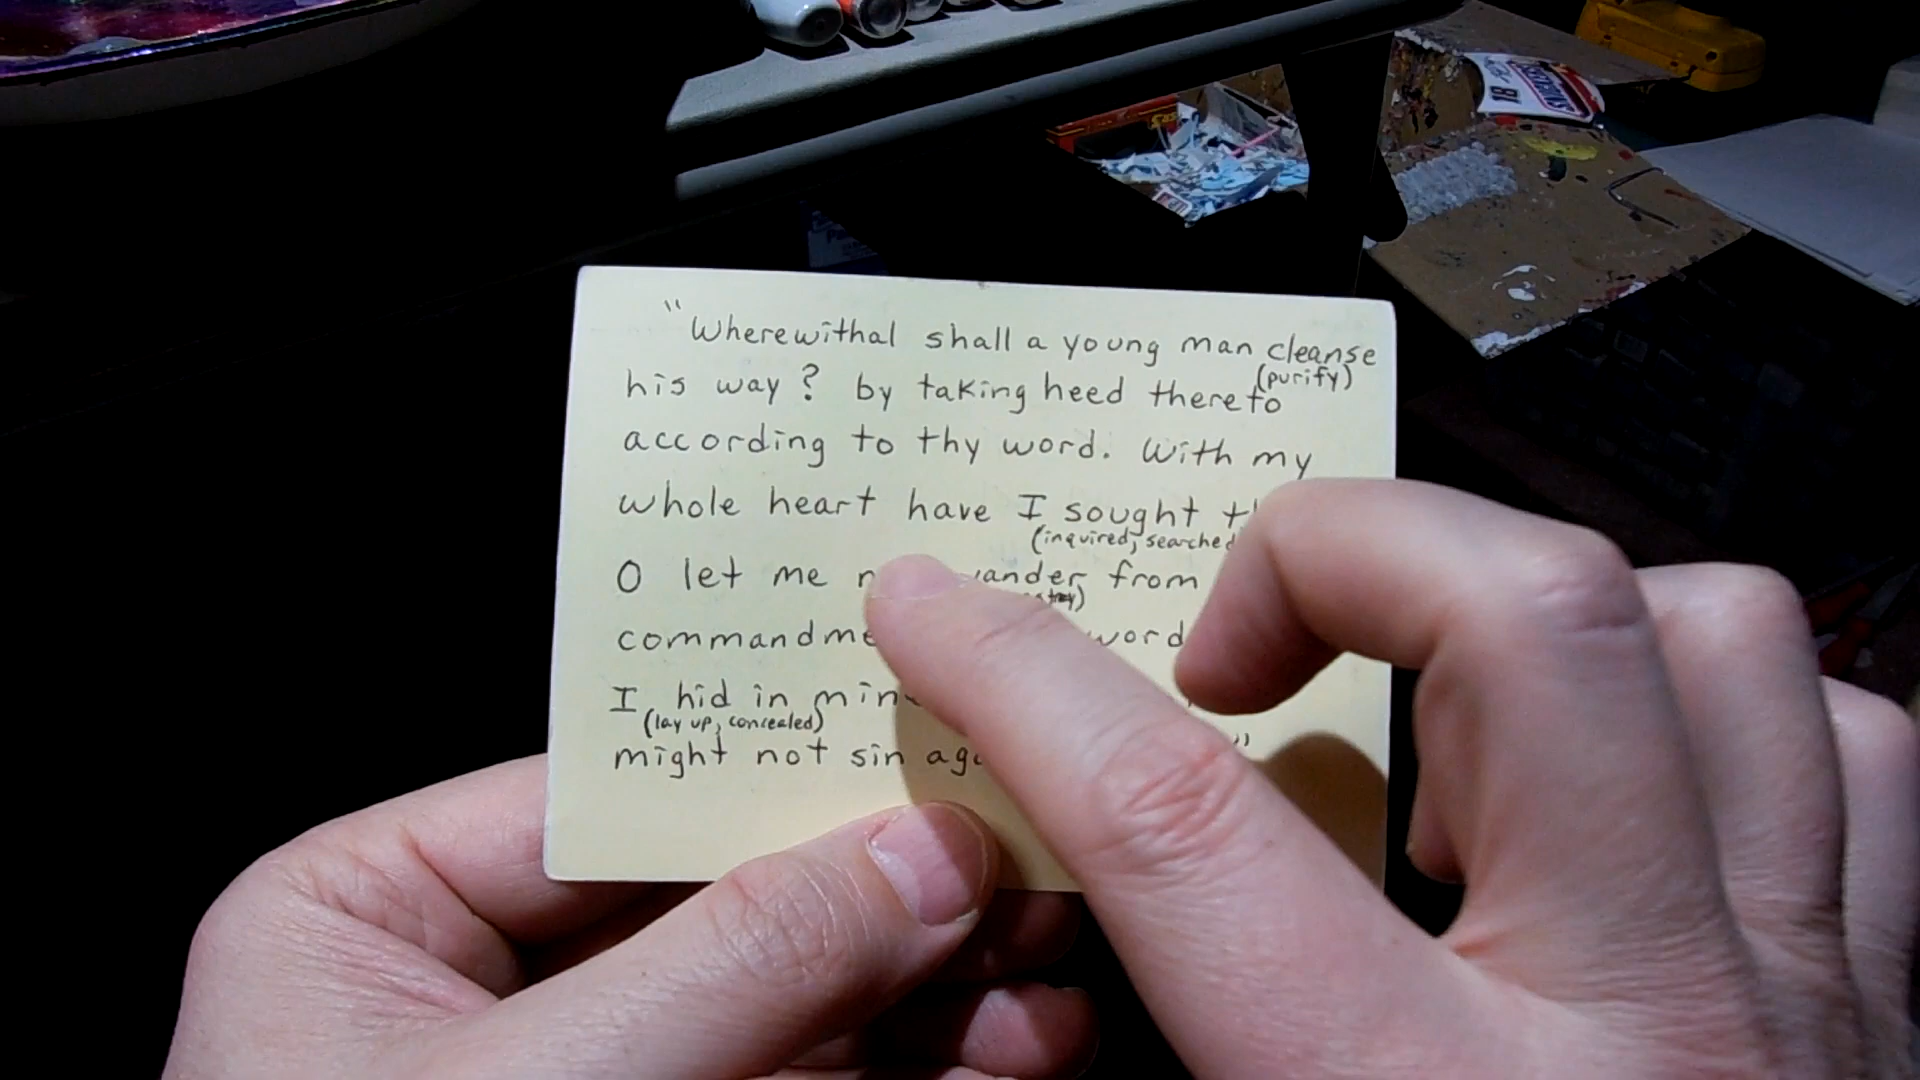 "Wherewithal shall a young man cleanse
(purify)
his way? by taking heed thereto
according to thy word. With my
whole heart have I sought
(inquired, searched
O let me wander from
commandme word
I hid in min
(lay up, concealed)
might not sin aga "
18